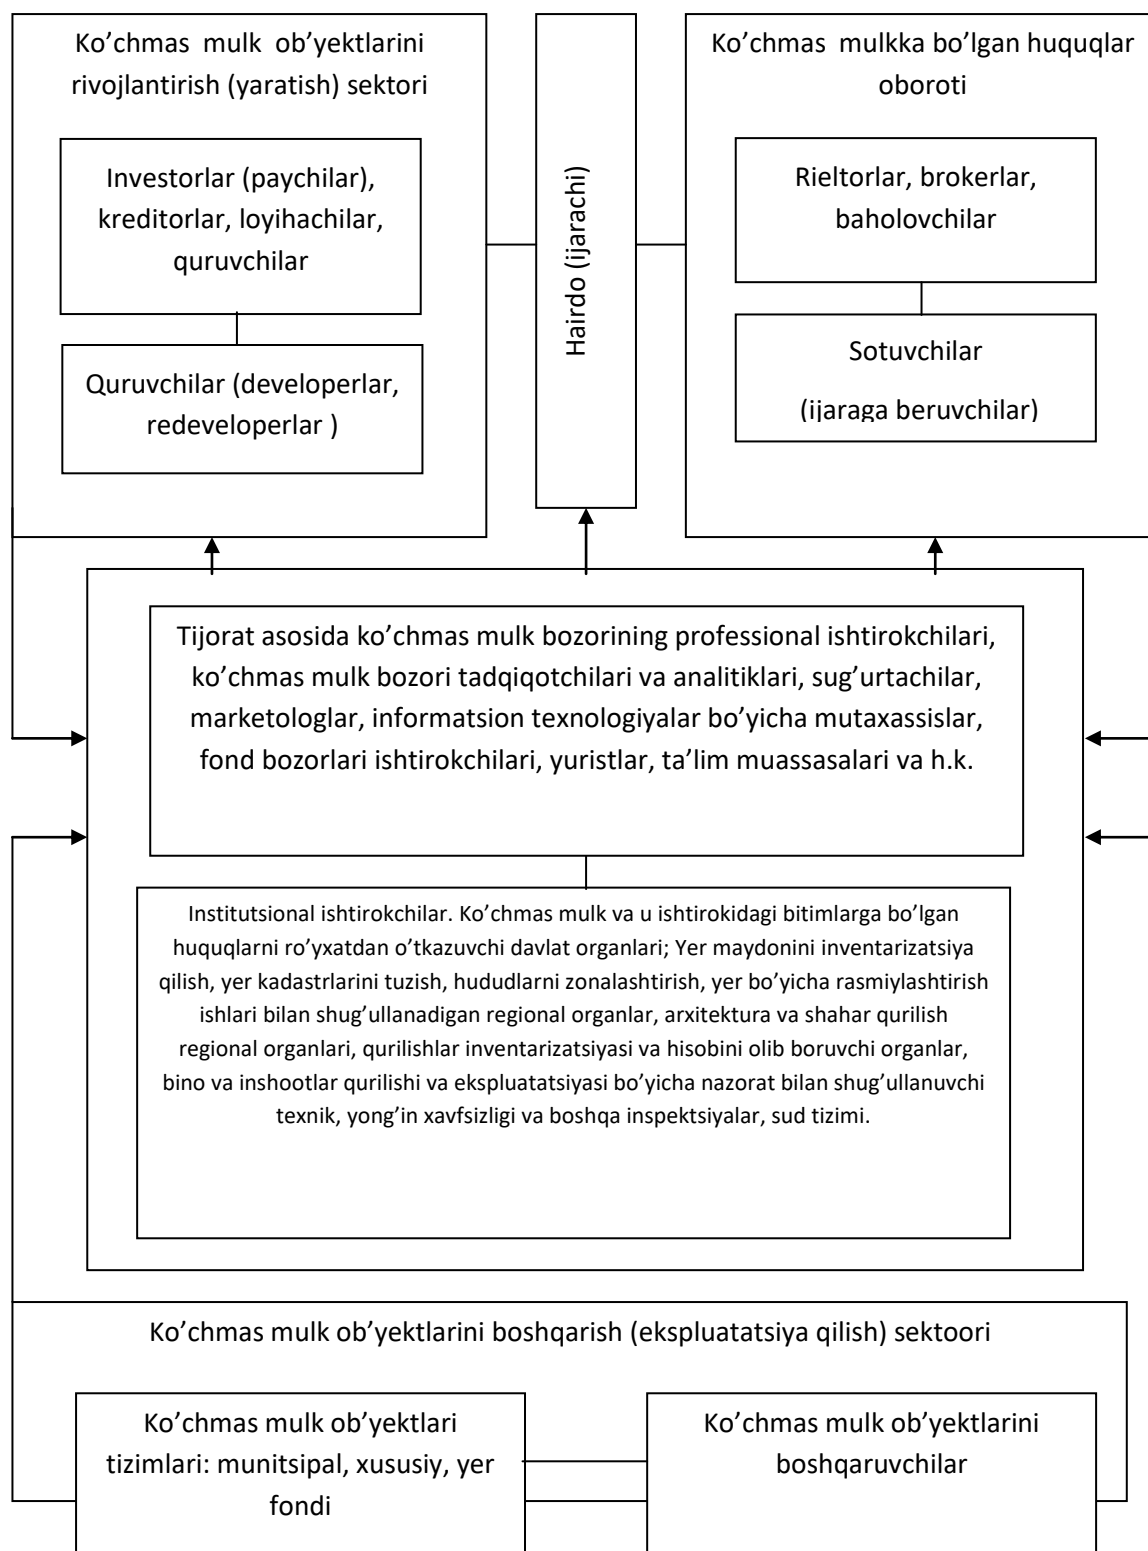 Ko’chmas mulk ob’yektlarini
rivojlantirish (yaratish) sektori
Investorlar (paychilar),
kreditorlar, loyihachilar,
quruvchilar
Quruvchilar (developerlar,
redeveloperlar )
Hairdo (ijarachi)
Ko’chmas mulkka bo’lgan huquqlar
oboroti
Rieltorlar, brokerlar,
baholovchilar
Sotuvchilar
(ijaraga beruvchilar)
Tijorat asosida ko’chmas mulk bozorining professional ishtirokchilari,
ko’chmas mulk bozori tadqiqotchilari va analitiklari, sug’urtachilar,
marketologlar, informatsion texnologiyalar bo’yicha mutaxassislar,
fond bozorlari ishtirokchilari, yuristlar, ta’lim muassasalari va h.k.
Institutsional ishtirokchilar. Ko’chmas mulk va u ishtirokidagi bitimlarga bo’lgan
huquqlarni ro’yxatdan o’tkazuvchi davlat organlari; Yer maydonini inventarizatsiya
qilish, yer kadastrlarini tuzish, hududlarni zonalashtirish, yer bo’yicha rasmiylashtirish
ishlari bilan shug’ullanadigan regional organlar, arxitektura va shahar qurilish
regional organlari, qurilishlar inventarizatsiyasi va hisobini olib boruvchi organlar,
bino va inshootlar qurilishi va ekspluatatsiyasi bo’yicha nazorat bilan shug’ullanuvchi
texnik, yong’in xavfsizligi va boshqa inspektsiyalar, sud tizimi.
Ko’chmas mulk ob’yektlarini boshqarish (ekspluatatsiya qilish) sektoori
Ko’chmas mulk ob’yektlari
tizimlari: munitsipal, xususiy, yer
fondi
Ko’chmas mulk ob’yektlarini
boshqaruvchilar